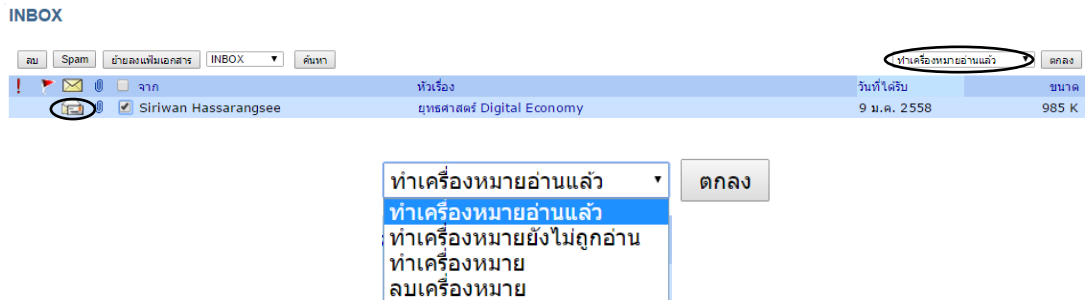 INBOX
ลบ Spam ย้ายลงแฟ้มเอกสาร INBOX ค้นหา ทำเครื่องหมายอ่านแล้ว ตกลง
จาก หัวเรื่อง วันที่ได้รับ ขนาด
Siriwan Hassarangsee ยุทธศาสตร์ Digital Economy 9 ม.ค. 2558 985 K
ทำเครื่องหมายอ่านแล้ว ตกลง
ทำเครื่องหมายอ่านแล้ว
ทำเครื่องหมายยังไม่ถูกอ่าน
ทำเครื่องหมาย
ลบเครื่องหมาย